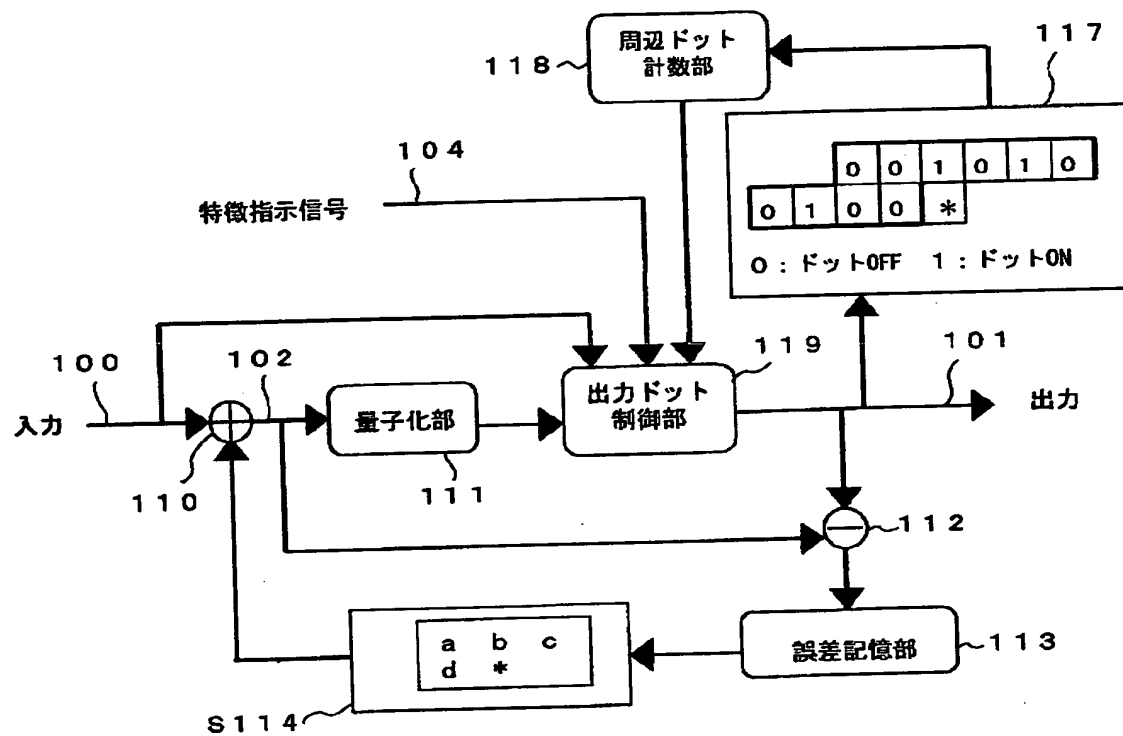 周辺ドット
計数部
118
117
104
特徴指示信号
0 0 1 0 1 0
0 1 0 0 *
0：ドットOFF 1：ドットON
100
102
119
101
入力
量子化部
出力ドット
制御部
出力
110
111
112
a b c
d *
誤差記憶部
113
S114